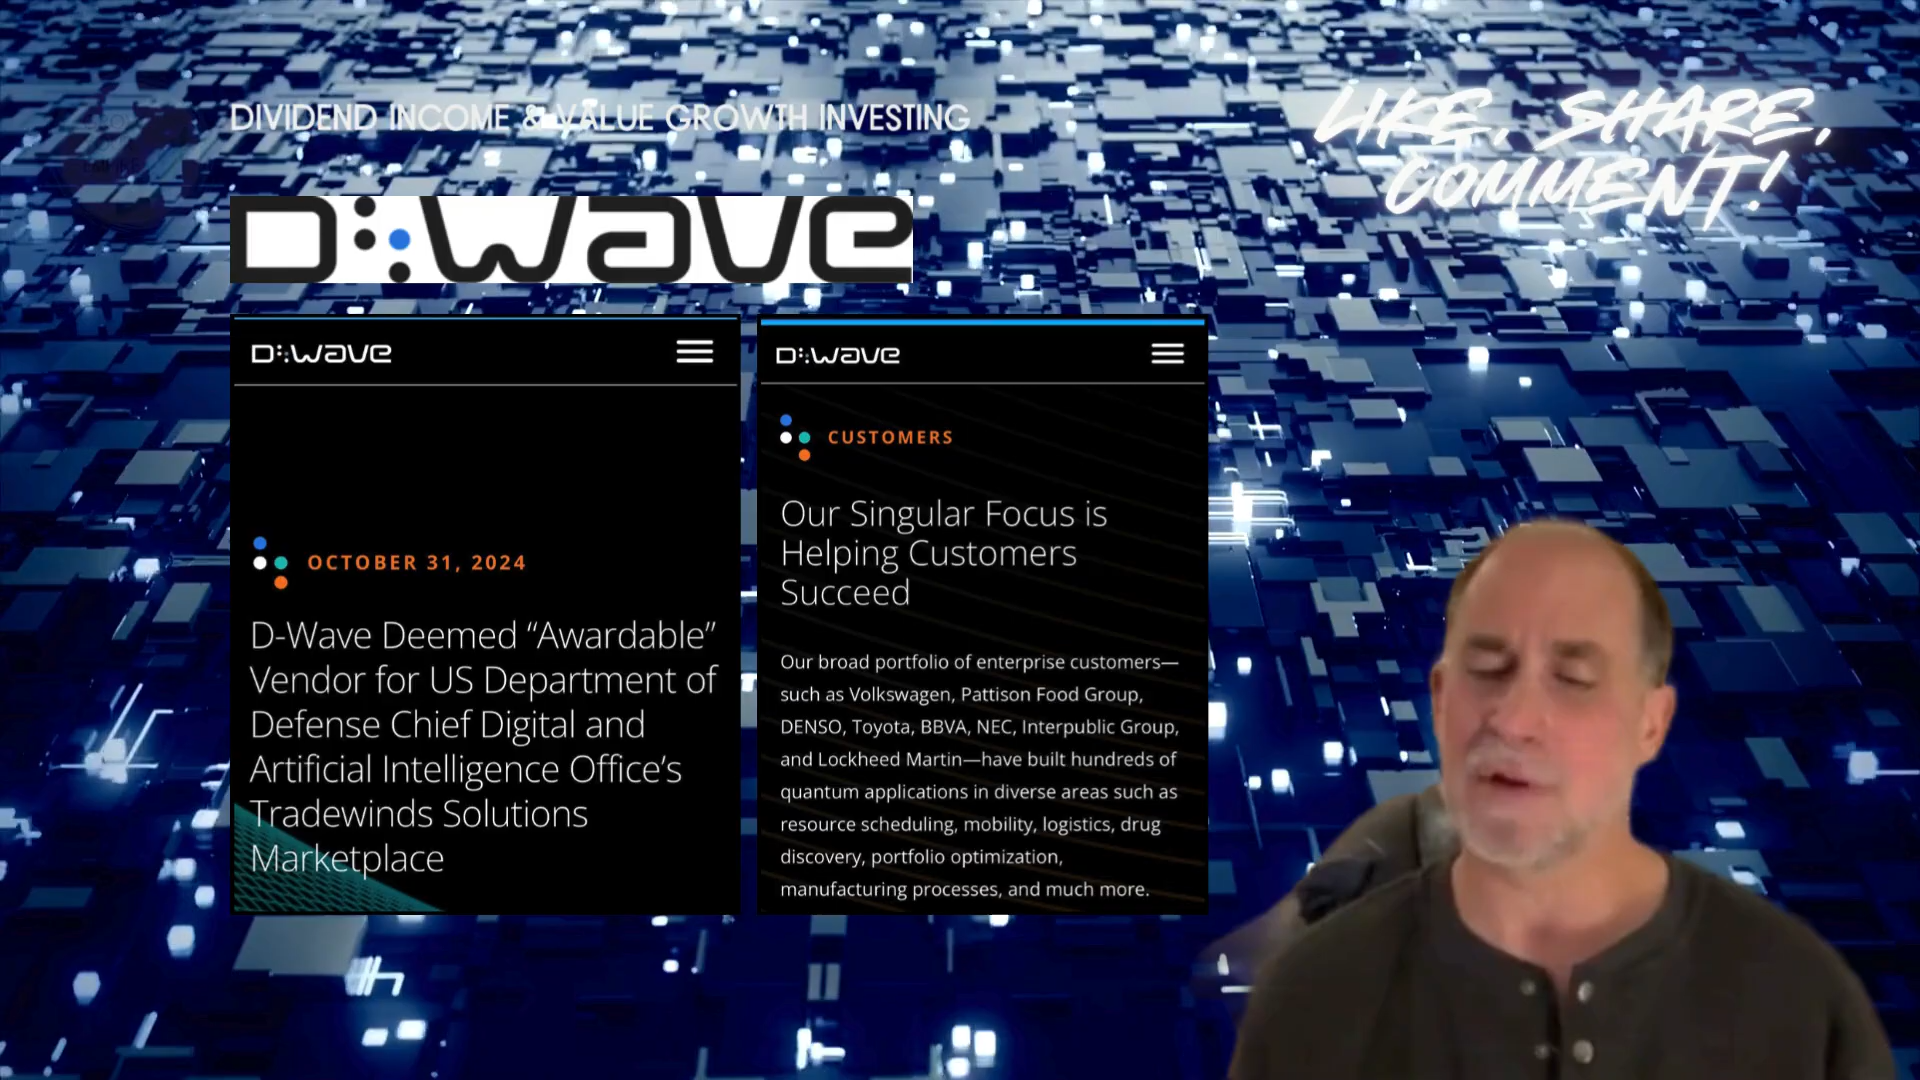 DIVIDEND INCOME & VALUE GROWTH INVESTING
LIKE, SHARE,
COMMENT!
D:Wave
D:Wave
OCTOBER 31, 2024
D-Wave Deemed “Awardable”
Vendor for US Department of
Defense Chief Digital and
Artificial Intelligence Office’s
Tradewinds Solutions
Marketplace
D:Wave
CUSTOMERS
Our Singular Focus is
Helping Customers
Succeed
Our broad portfolio of enterprise customers—
such as Volkswagen, Pattison Food Group,
DENSO, Toyota, BBVA, NEC, Interpublic Group,
and Lockheed Martin—have built hundreds of
quantum applications in diverse areas such as
resource scheduling, mobility, logistics, drug
discovery, portfolio optimization,
manufacturing processes, and much more.